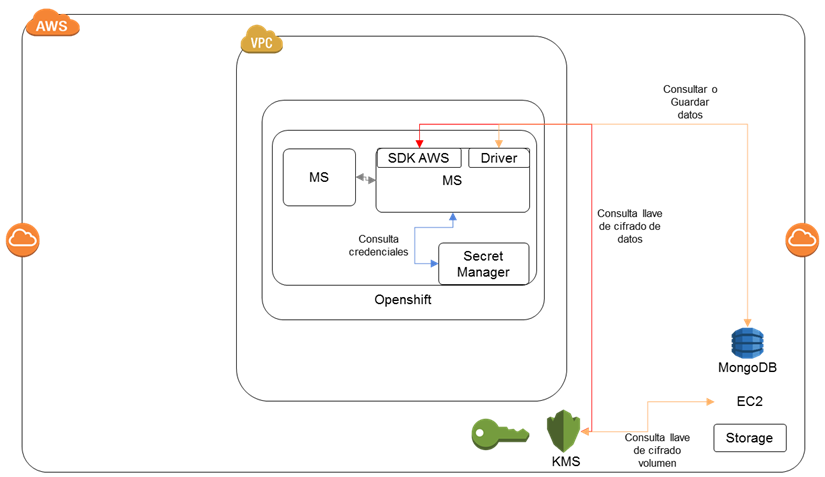 AWS
VPC
Consultar o
Guardar
datos
SDK AWS
Driver
MS
MS
Consulta llave
de cifrado de
datos
Consulta
credenciales
Secret
Manager
Openshift
MongoDB
EC2
Consulta llave
de cifrado
volumen
Storage
KMS